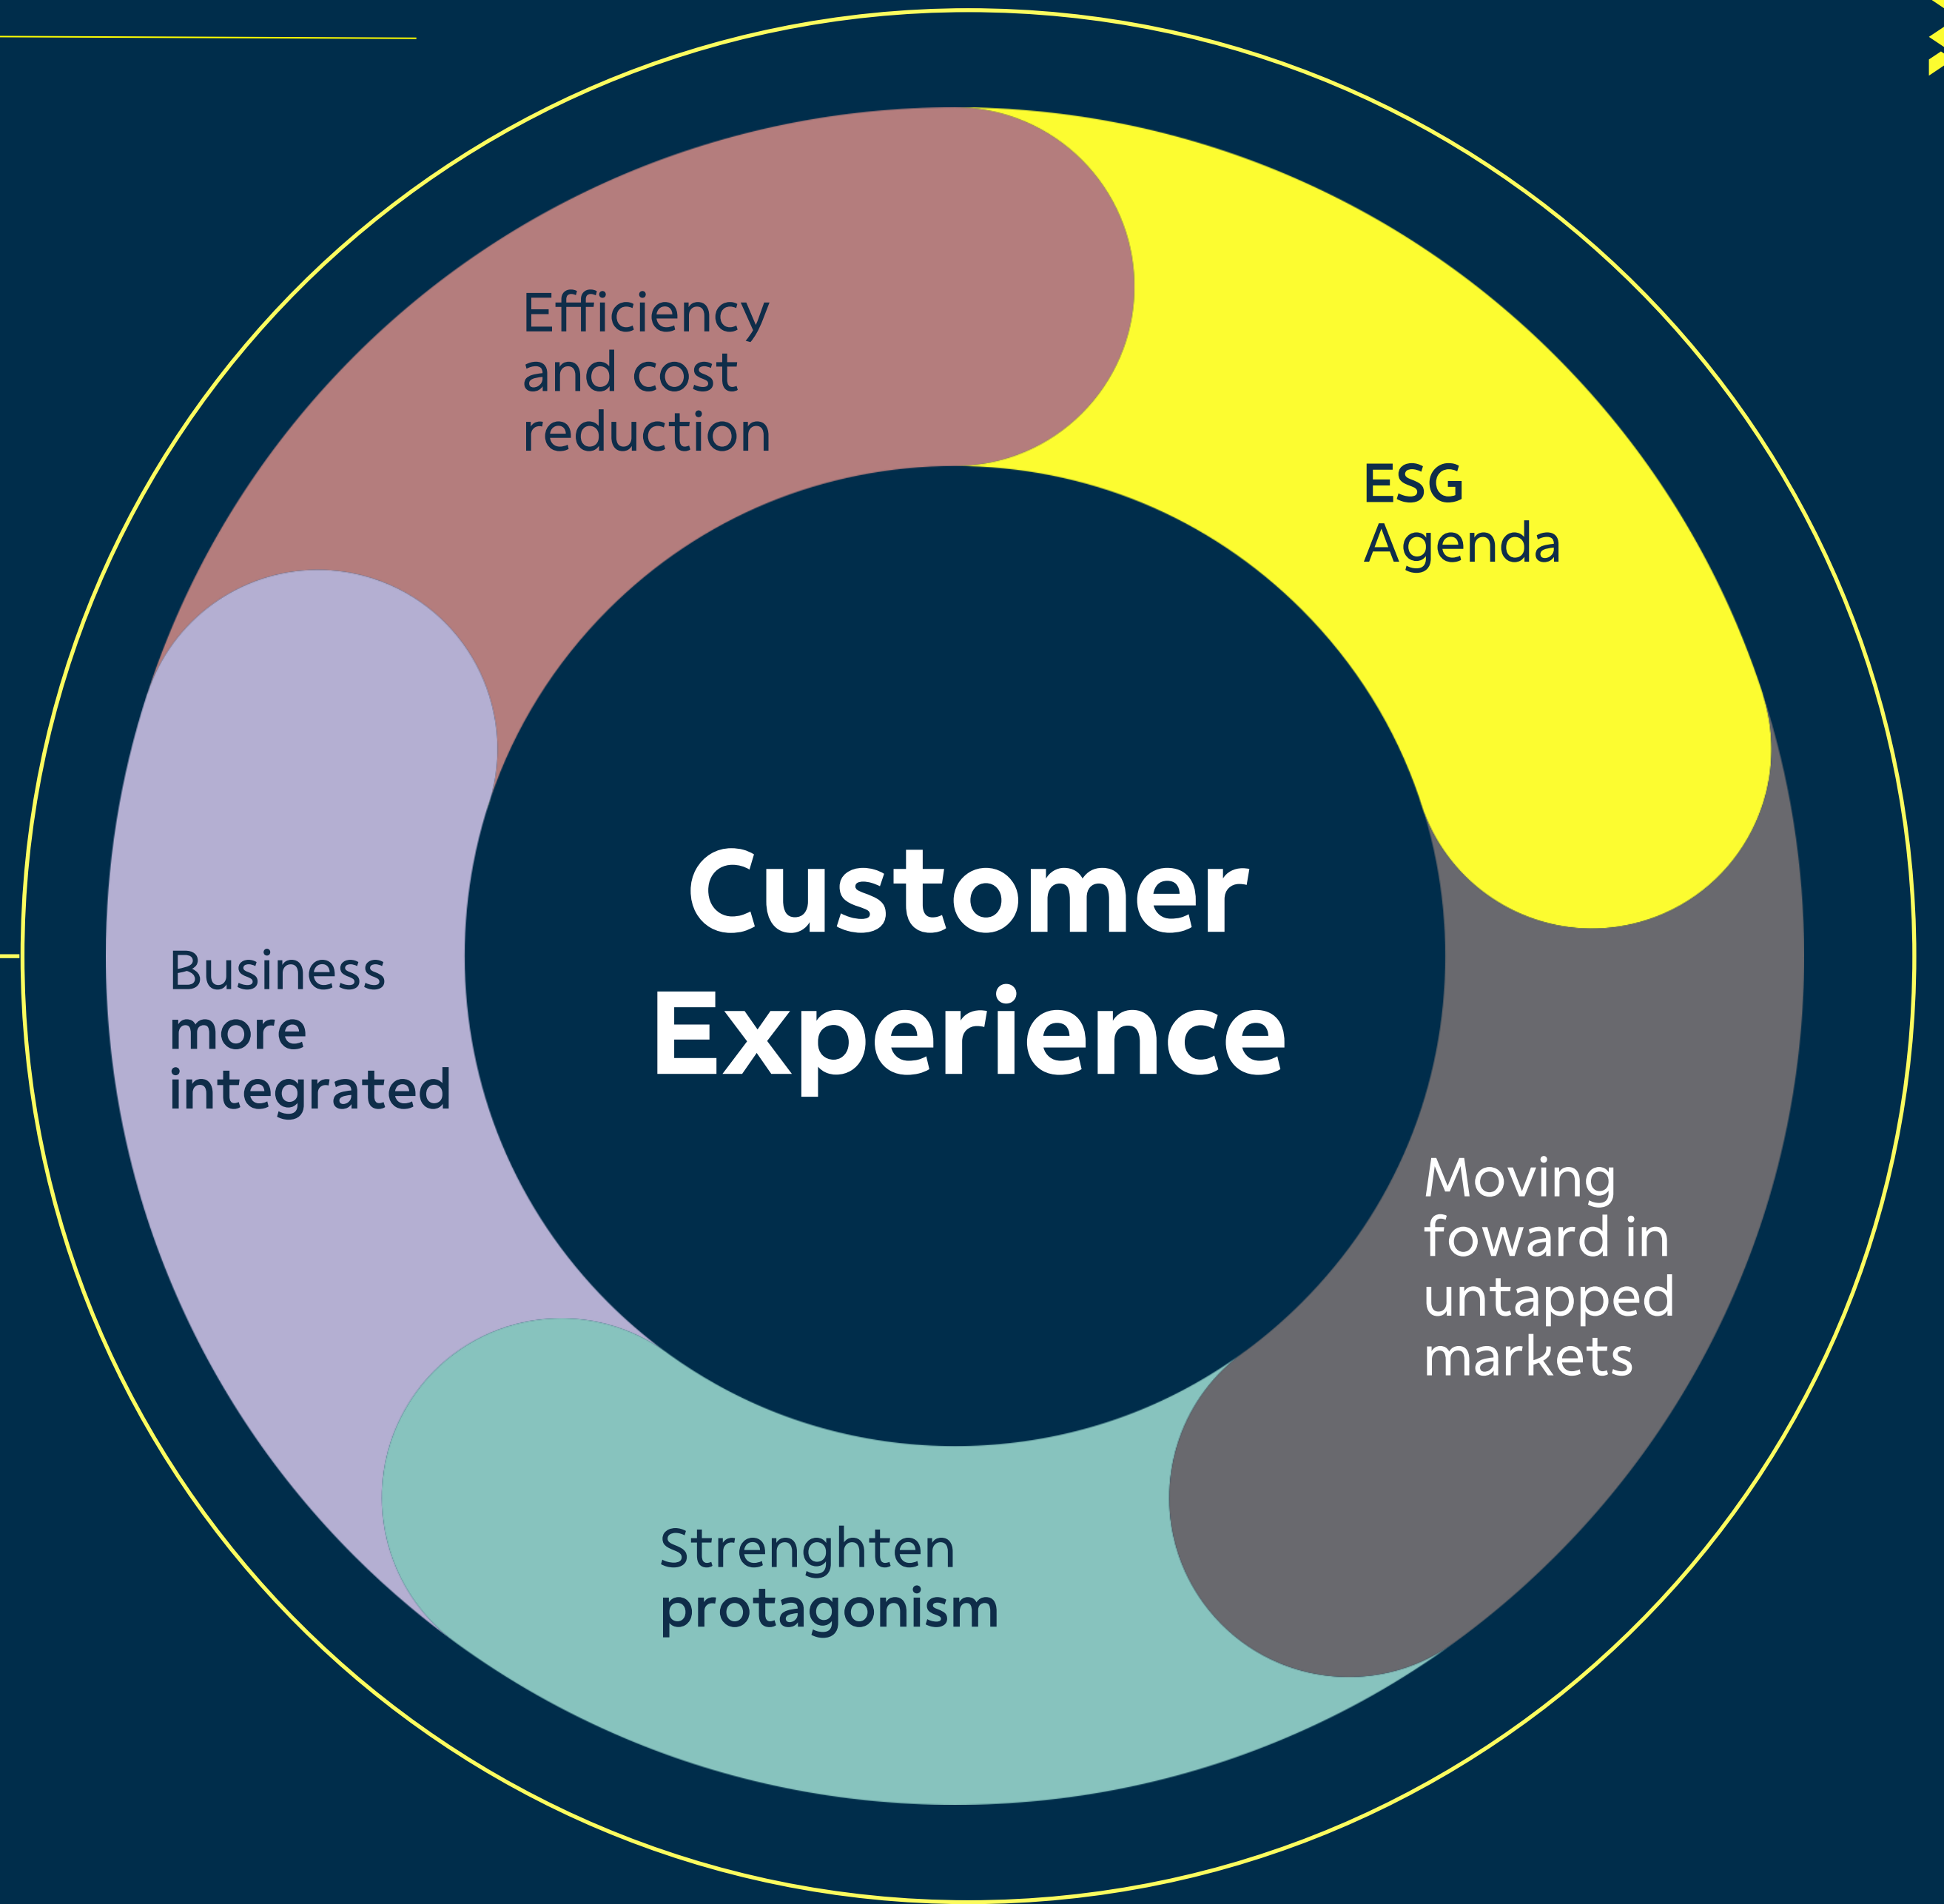 Efficiency
and cost
reduction
ESG
Agenda
Customer
Experience
Business
more
integrated
Moving
foward in
untapped
markets
Strenghten
protagonism